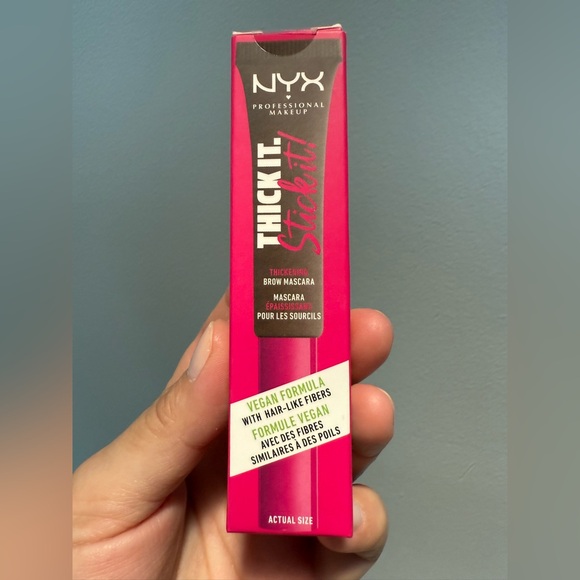 NYX
PROFESSIONAL
MAKEUP
THICK IT.
Stick it!
THICKENING
BROW MASCARA
MASCARA
ÉPAISSISSANT
POUR LES SOURCILS
VEGAN FORMULA
WITH HAIR-LIKE FIBERS
FORMULE VEGAN
AVEC DES FIBRES
SIMILAIRES À DES POILS
ACTUAL SIZE